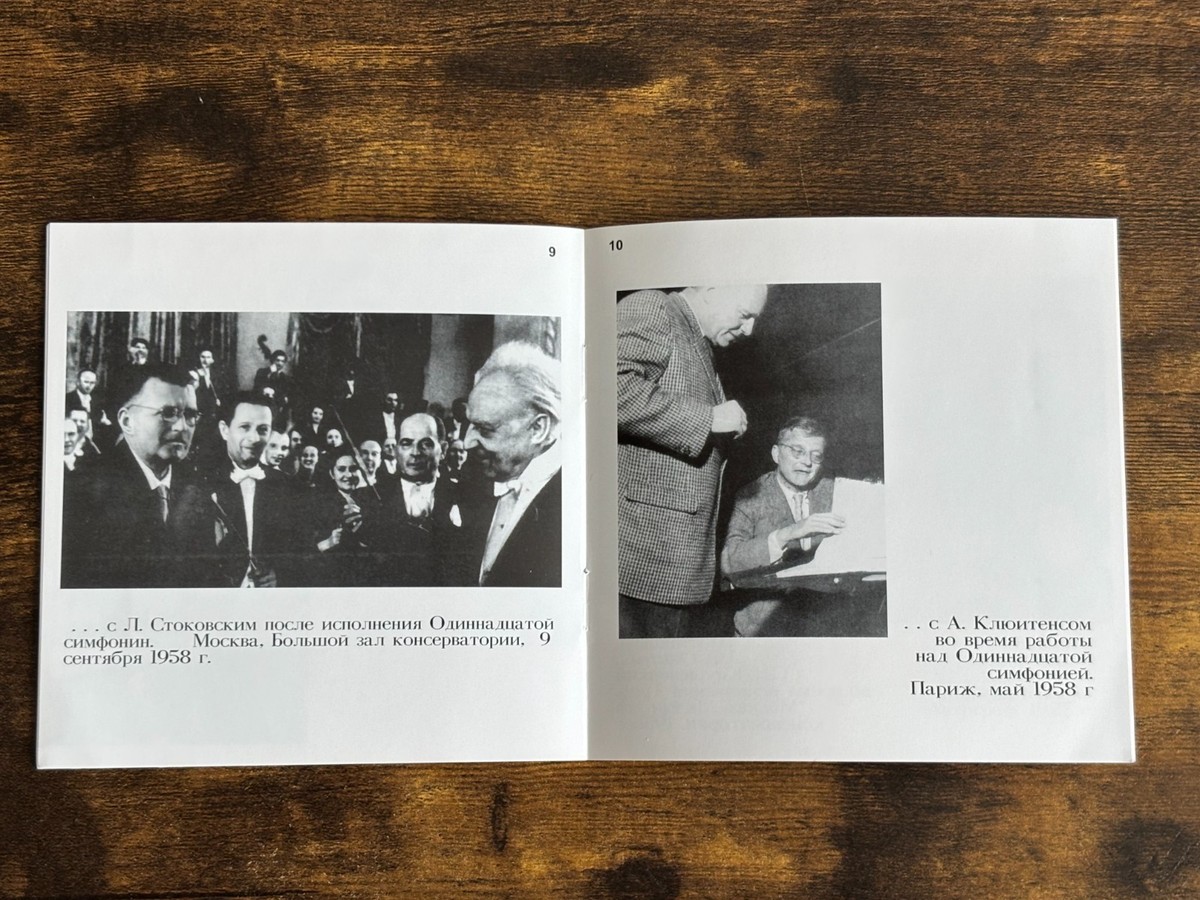 9
. . . с Л. Стоковским после исполнения Одиннадцатой
симфонин. Москва, Большой зал консерватории, 9
сентября 1958 г.
10
. . с А. Клюитенсом
во время работы
над Одиннадцатой
симфонией.
Париж, май 1958 г